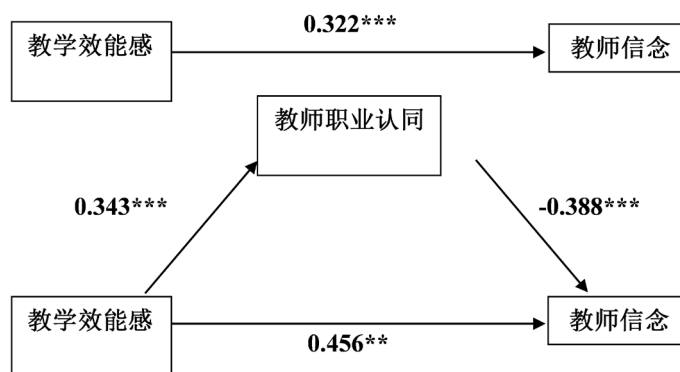 0.322***
教学效能感
教师信念
教师职业认同
0.343***
-0.388***
教学效能感
教师信念
0.456**